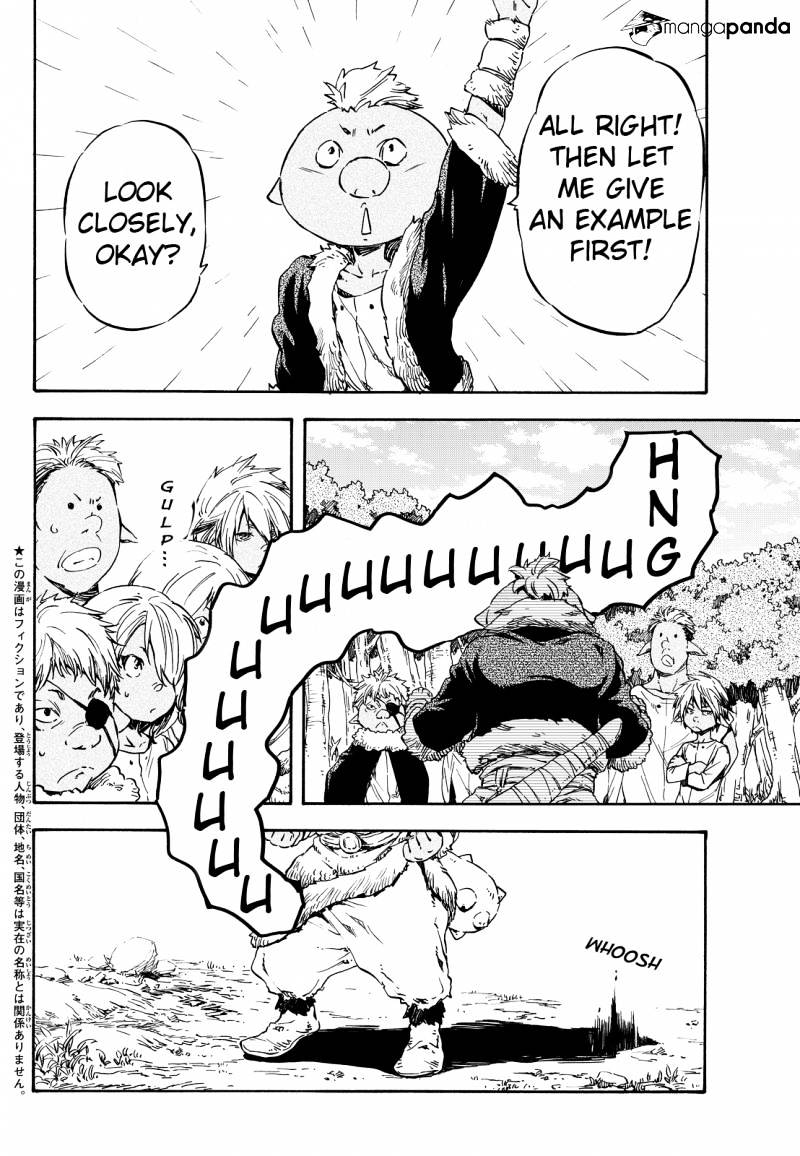 mangapanda
ALL RIGHT!
THEN LET
ME GIVE
AN EXAMPLE
FIRST!
LOOK
CLOSELY,
OKAY?
HNGUUUUUUUUUUUUUUU
GULP...
WHOOSH
★この漫画はフィクションであり、登場する人物、団体、地名、国名等は実在の名称とは関係ありません。